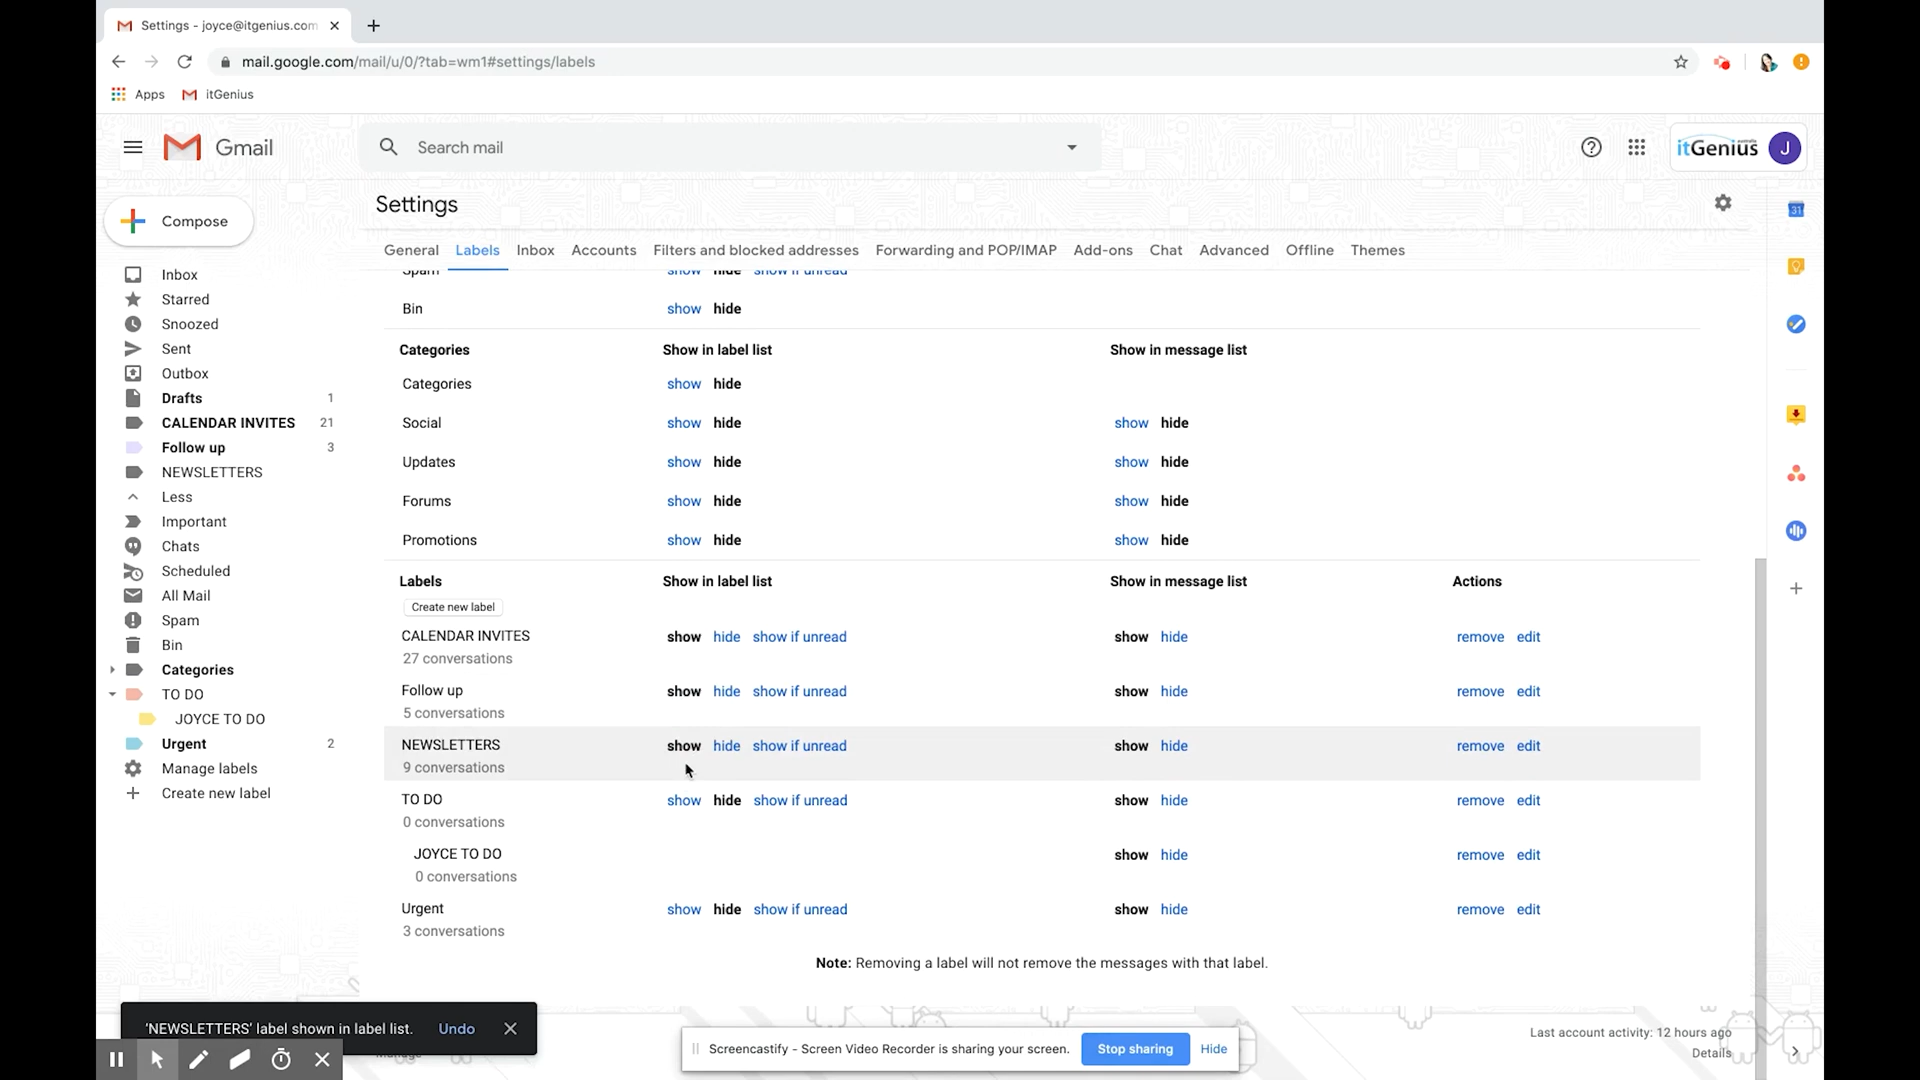 Settings - joyce@itgenius.com
mail.google.com/mail/u/0/?tab=wm1#settings/labels
Apps itGenius
Gmail
Search mail
itGenius J
Settings
Compose
General Labels Inbox Accounts Filters and blocked addresses Forwarding and POP/IMAP Add-ons Chat Advanced Offline Themes
Inbox
Starred
Snoozed
Sent
Outbox
Drafts 1
CALENDAR INVITES 21
Follow up 3
NEWSLETTERS
Less
Important
Chats
Scheduled
All Mail
Spam
Bin
Categories
TO DO
JOYCE TO DO
Urgent 2
Manage labels
Create new label
Spam show hide show if unread
Bin show hide
Categories Show in label list Show in message list
Categories show hide
Social show hide show hide
Updates show hide show hide
Forums show hide show hide
Promotions show hide show hide
Labels Show in label list Show in message list Actions
Create new label
CALENDAR INVITES show hide show if unread show hide remove edit
27 conversations
Follow up show hide show if unread show hide remove edit
5 conversations
NEWSLETTERS show hide show if unread show hide remove edit
9 conversations
TO DO show hide show if unread show hide remove edit
0 conversations
JOYCE TO DO show hide remove edit
0 conversations
Urgent show hide show if unread show hide remove edit
3 conversations
Note: Removing a label will not remove the messages with that label.
'NEWSLETTERS' label shown in label list. Undo
Screencastify - Screen Video Recorder is sharing your screen. Stop sharing Hide
Last account activity: 12 hours ago
Details
31